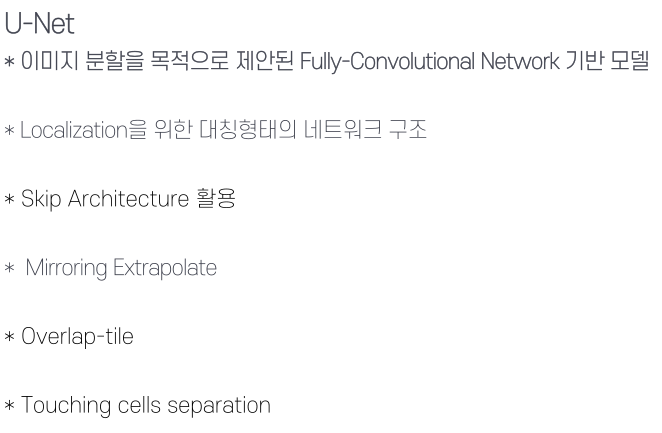 U-Net
* 이미지 분할을 목적으로 제안된 Fully-Convolutional Network 기반 모델
* Localization을 위한 대칭형태의 네트워크 구조
* Skip Architecture 활용
* Mirroring Extrapolate
* Overlap-tile
* Touching cells separation